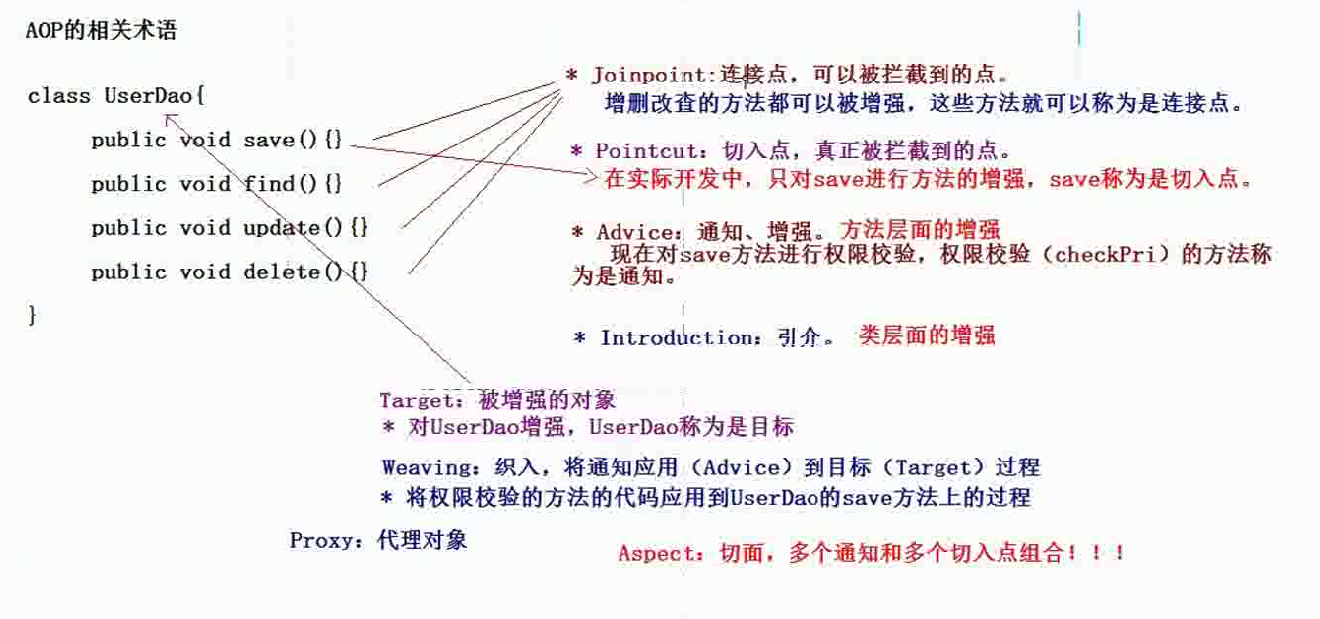 AOP的相关术语
class UserDao{
public void save(){}
public void find(){}
public void update(){}
public void delete(){}
}
* Joinpoint:连接点，可以被拦截到的点。
增删改查的方法都可以被增强，这些方法就可以称为是连接点。
* Pointcut：切入点，真正被拦截到的点。
在实际开发中，只对save进行方法的增强，save称为是切入点。
* Advice：通知、增强。方法层面的增强
现在对save方法进行权限校验，权限校验（checkPri）的方法称
为是通知。
* Introduction：引介。 类层面的增强
Target：被增强的对象
* 对UserDao增强，UserDao称为是目标
Weaving：织入，将通知应用（Advice）到目标（Target）过程
* 将权限校验的方法的代码应用到UserDao的save方法上的过程
Proxy：代理对象
Aspect：切面，多个通知和多个切入点组合！！！